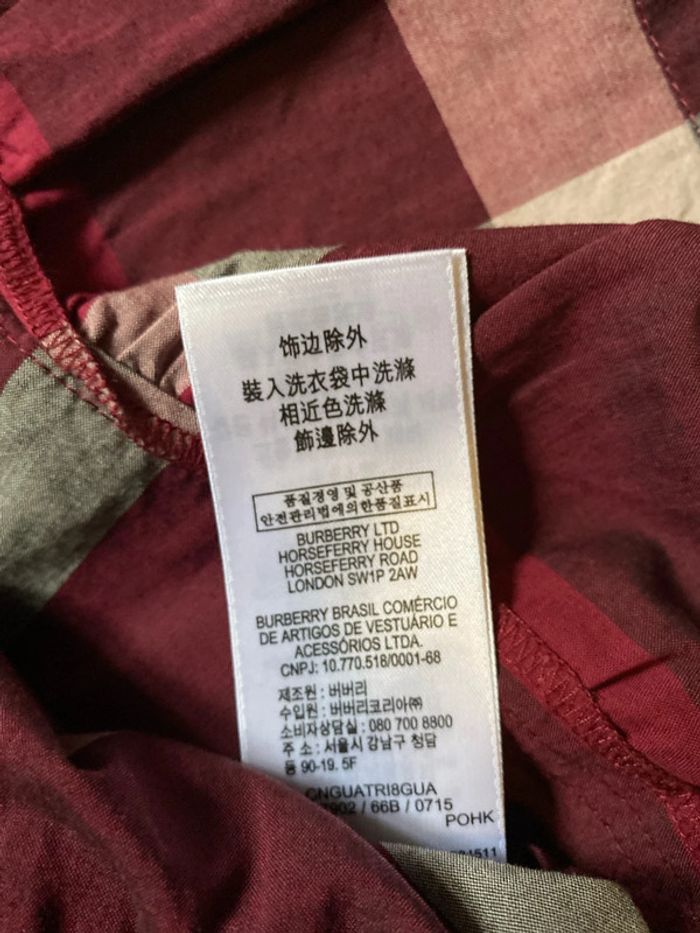 饰边除外
裝入洗衣袋中洗滌
相近色洗滌
飾邊除外
품질경영 및 공산품
안전관리법에의한품질표시
BURBERRY LTD
HORSEFERRY HOUSE
HORSEFERRY ROAD
LONDON SW1P 2AW
BURBERRY BRASIL COMÉRCIO
DE ARTIGOS DE VESTUÁRIO E
ACESSÓRIOS LTDA.
CNPJ: 10.770.518/0001-68
제조원 : 버버리
수입원 : 버버리코리아㈜
소비자상담실 : 080 700 8800
주 소 : 서울시 강남구 청담
동 90-19. 5F
CNGUATRI8GUA
/ 66B / 0715
POHK